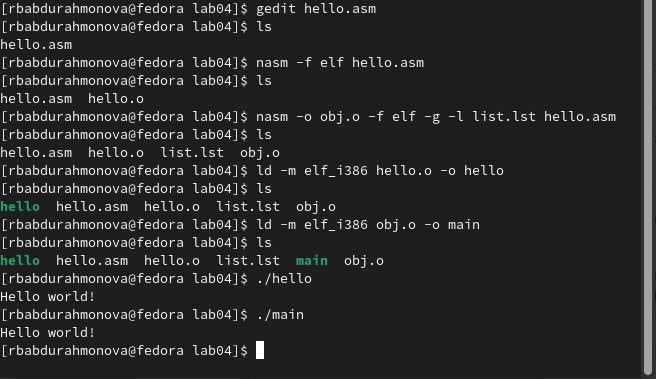 [rbabdurahmonova@fedora lab04]$ gedit hello.asm
[rbabdurahmonova@fedora lab04]$ ls
hello.asm
[rbabdurahmonova@fedora lab04]$ nasm -f elf hello.asm
[rbabdurahmonova@fedora lab04]$ ls
hello.asm  hello.o
[rbabdurahmonova@fedora lab04]$ nasm -o obj.o -f elf -g -l list.lst hello.asm
[rbabdurahmonova@fedora lab04]$ ls
hello.asm  hello.o  list.lst  obj.o
[rbabdurahmonova@fedora lab04]$ ld -m elf_i386 hello.o -o hello
[rbabdurahmonova@fedora lab04]$ ls
hello  hello.asm  hello.o  list.lst  obj.o
[rbabdurahmonova@fedora lab04]$ ld -m elf_i386 obj.o -o main
[rbabdurahmonova@fedora lab04]$ ls
hello  hello.asm  hello.o  list.lst  main  obj.o
[rbabdurahmonova@fedora lab04]$ ./hello
Hello world!
[rbabdurahmonova@fedora lab04]$ ./main
Hello world!
[rbabdurahmonova@fedora lab04]$